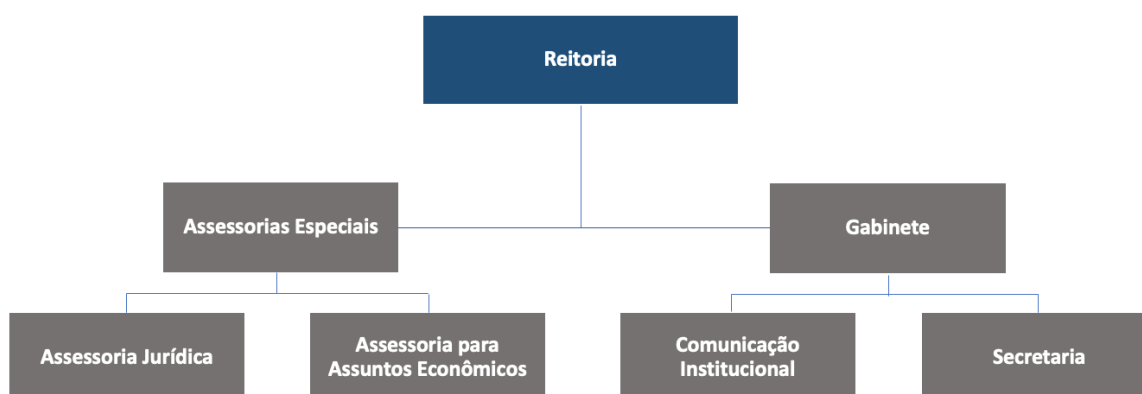 Reitoria
Assessorias Especiais
Gabinete
Assessoria Jurídica
Assessoria para
Assuntos Econômicos
Comunicação
Institucional
Secretaria